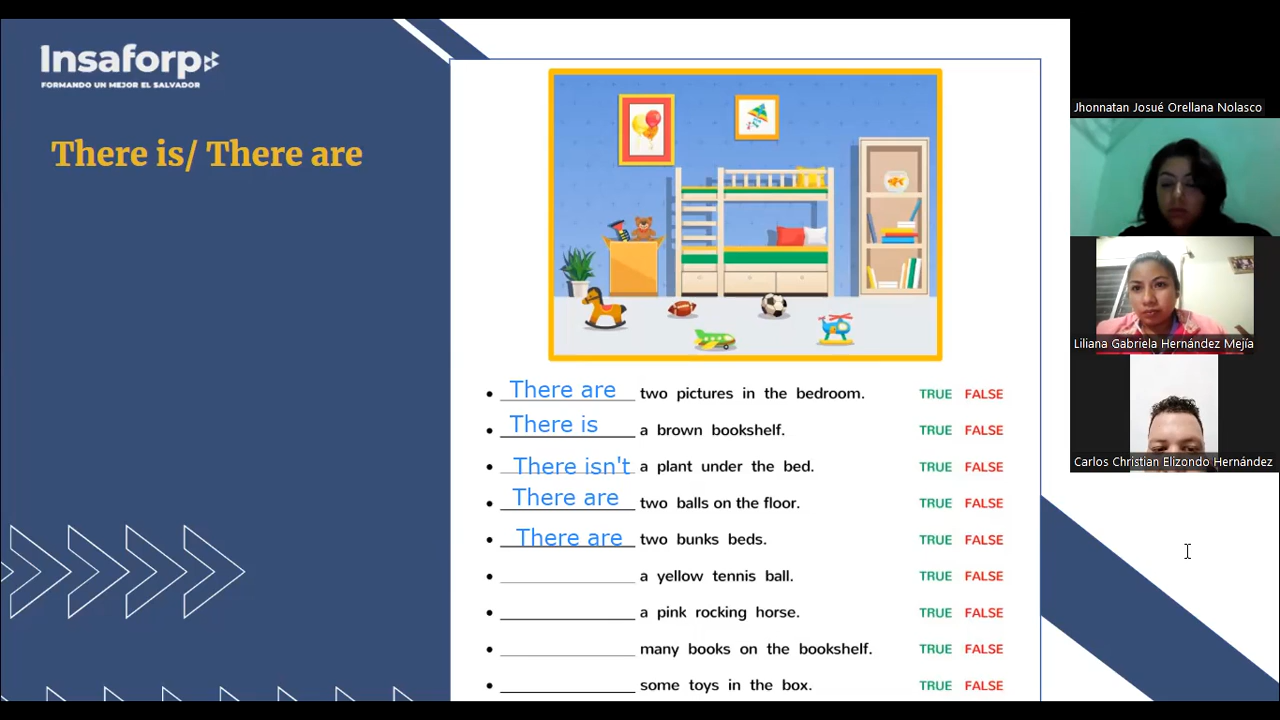 Insaforp
FORMANDO UN MEJOR EL SALVADOR
There is/ There are
There are two pictures in the bedroom. TRUE FALSE
There is a brown bookshelf. TRUE FALSE
There isn't a plant under the bed. TRUE FALSE
There are two balls on the floor. TRUE FALSE
There are two bunks beds. TRUE FALSE
a yellow tennis ball. TRUE FALSE
a pink rocking horse. TRUE FALSE
many books on the bookshelf. TRUE FALSE
some toys in the box. TRUE FALSE
Jhonnatan Josué Orellana Nolasco
Liliana Gabriela Hernández Mejía
Carlos Christian Elizondo Hernández